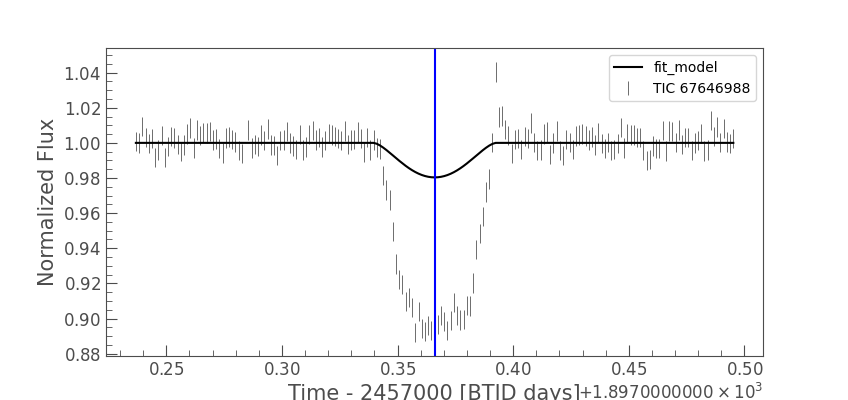 fit_model
TIC 67646988
Normalized Flux
1.04
1.02
1.00
0.98
0.96
0.94
0.92
0.90
0.88
0.25 0.30 0.35 0.40 0.45 0.50
Time - 2457000 [BTJD days]
+1.8970000000 × 10³